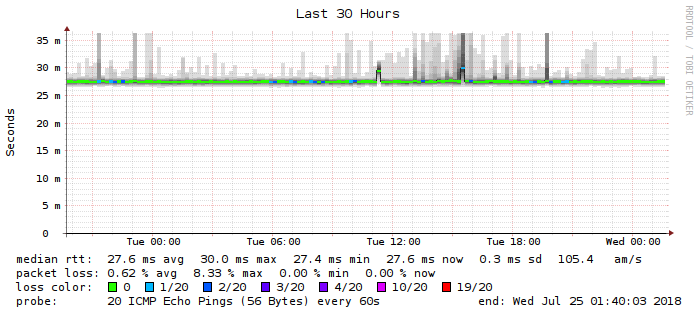 Last 30 Hours
RRDTOOL / TOBI OETIKER
Seconds
35 m
30 m
25 m
20 m
15 m
10 m
5 m
0
Tue 00:00 Tue 06:00 Tue 12:00 Tue 18:00 Wed 00:00
median rtt: 27.6 ms avg 30.0 ms max 27.4 ms min 27.6 ms now 0.3 ms sd 105.4 am/s
packet loss: 0.62 % avg 8.33 % max 0.00 % min 0.00 % now
loss color: 0 1/20 2/20 3/20 4/20 10/20 19/20
probe: 20 ICMP Echo Pings (56 Bytes) every 60s end: Wed Jul 25 01:40:03 2018